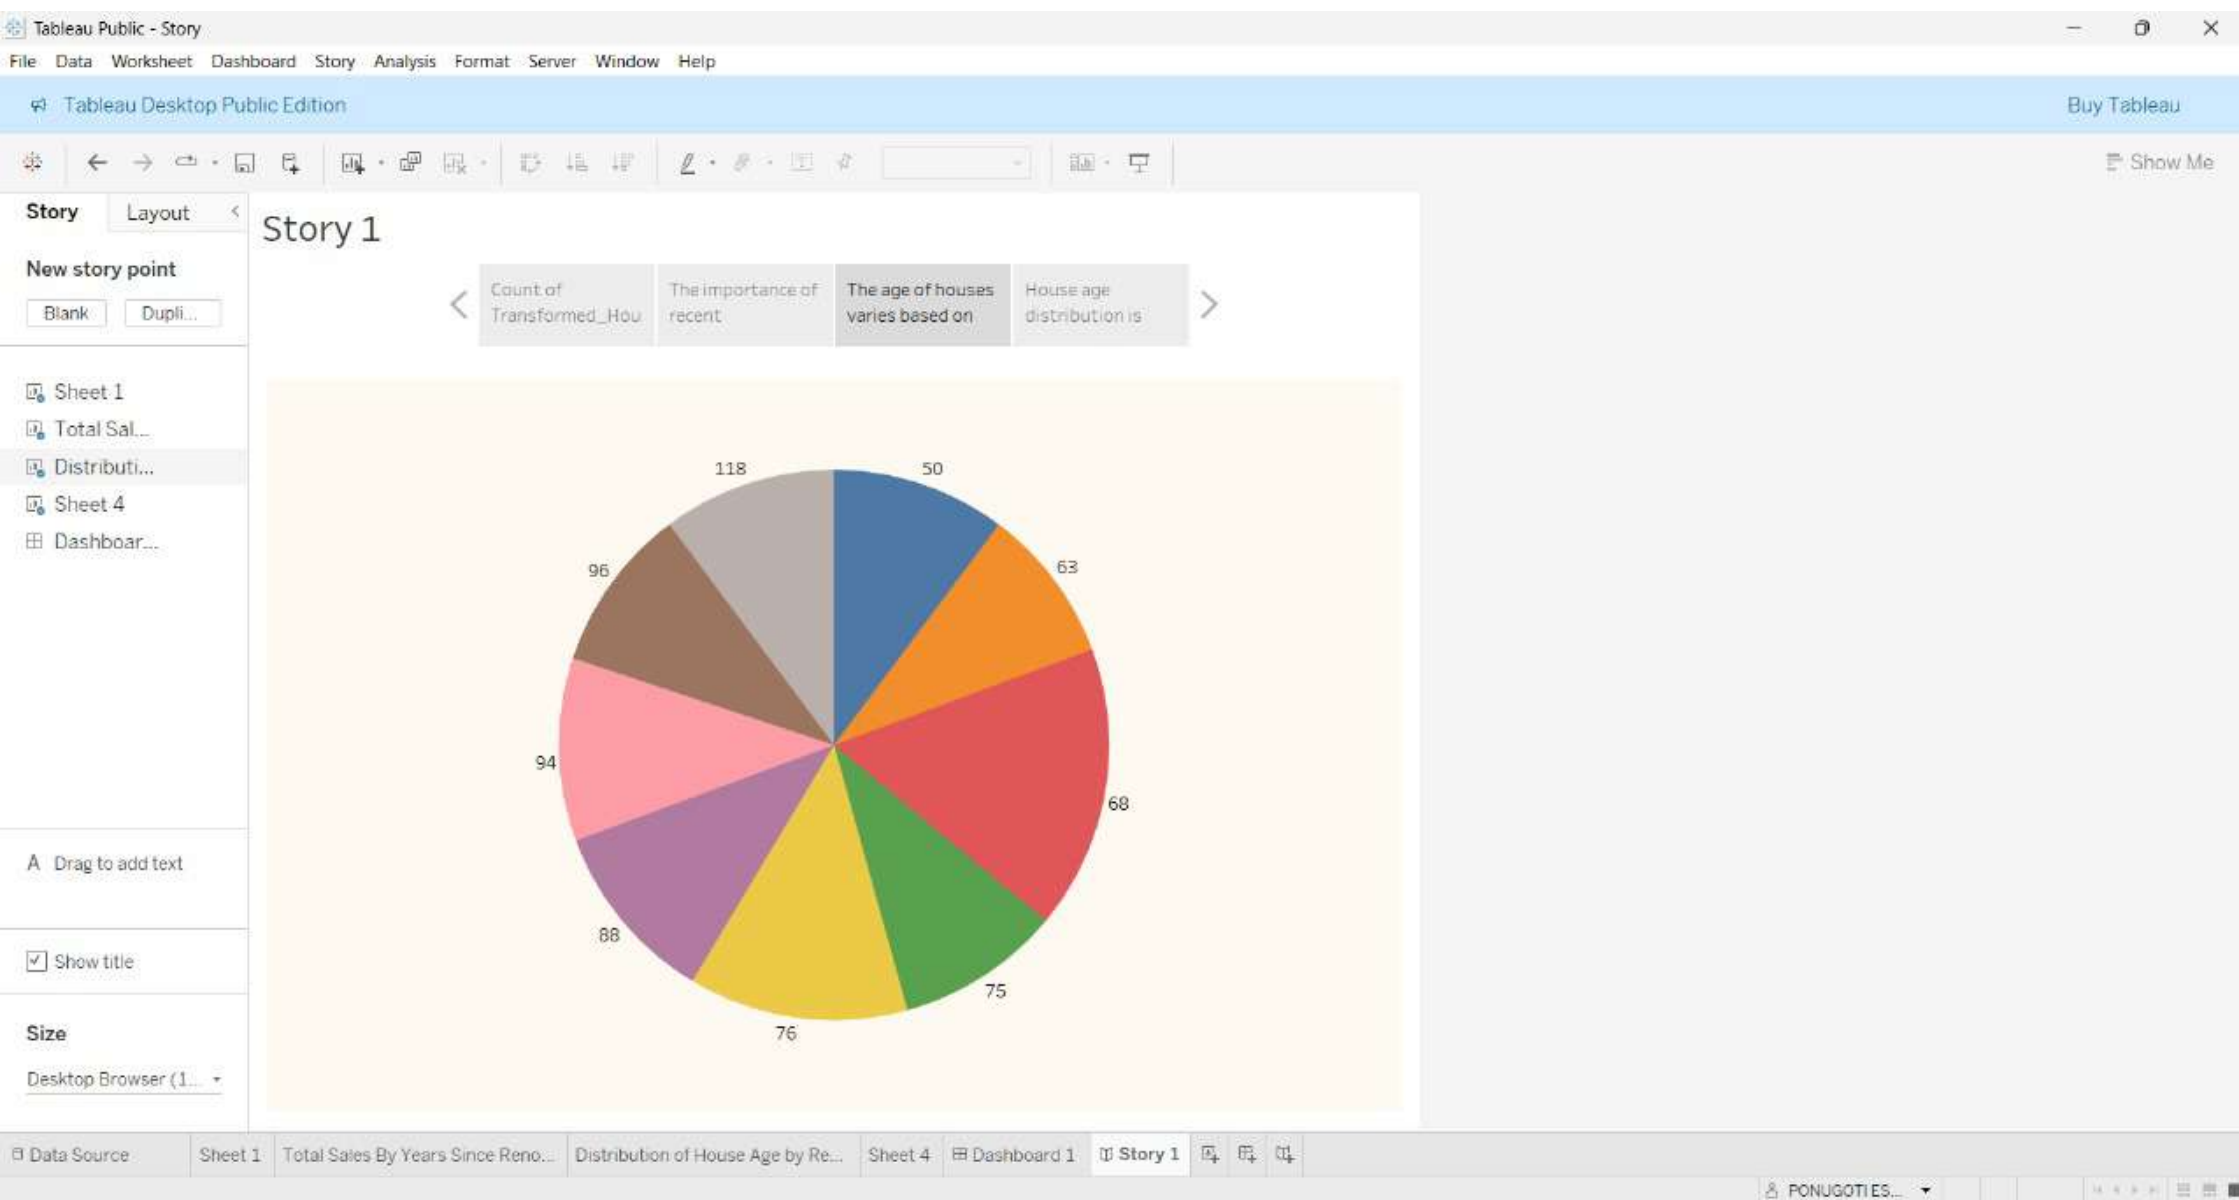 Tableau Public - Story
File Data Worksheet Dashboard Story Analysis Format Server Window Help
Tableau Desktop Public Edition
Buy Tableau
Show Me
Story Layout
Story 1
New story point
Blank Dupli...
Count of
Transformed_Hou
The importance of
recent
The age of houses
varies based on
House age
distribution is
Sheet 1
Total Sal...
Distributi...
Sheet 4
Dashboar...
118
50
96
63
94
68
88
75
76
A Drag to add text
Show title
Size
Desktop Browser (1...
Data Source Sheet 1 Total Sales By Years Since Reno... Distribution of House Age by Re... Sheet 4 Dashboard 1 Story 1
PONUGOTI ES...